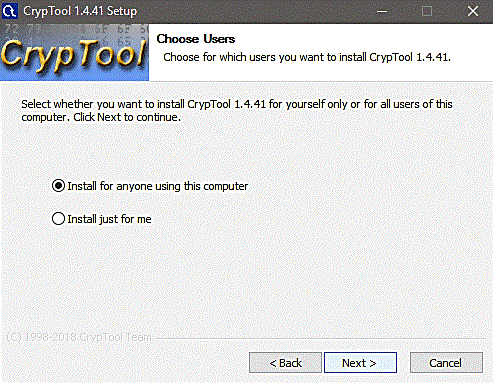 CrypTool 1.4.41 Setup
CrypTool
Choose Users
Choose for which users you want to install CrypTool 1.4.41.
Select whether you want to install CrypTool 1.4.41 for yourself only or for all users of this
computer. Click Next to continue.
Install for anyone using this computer
Install just for me
(C) 1998-2018 CrypTool Team
< Back
Next >
Cancel